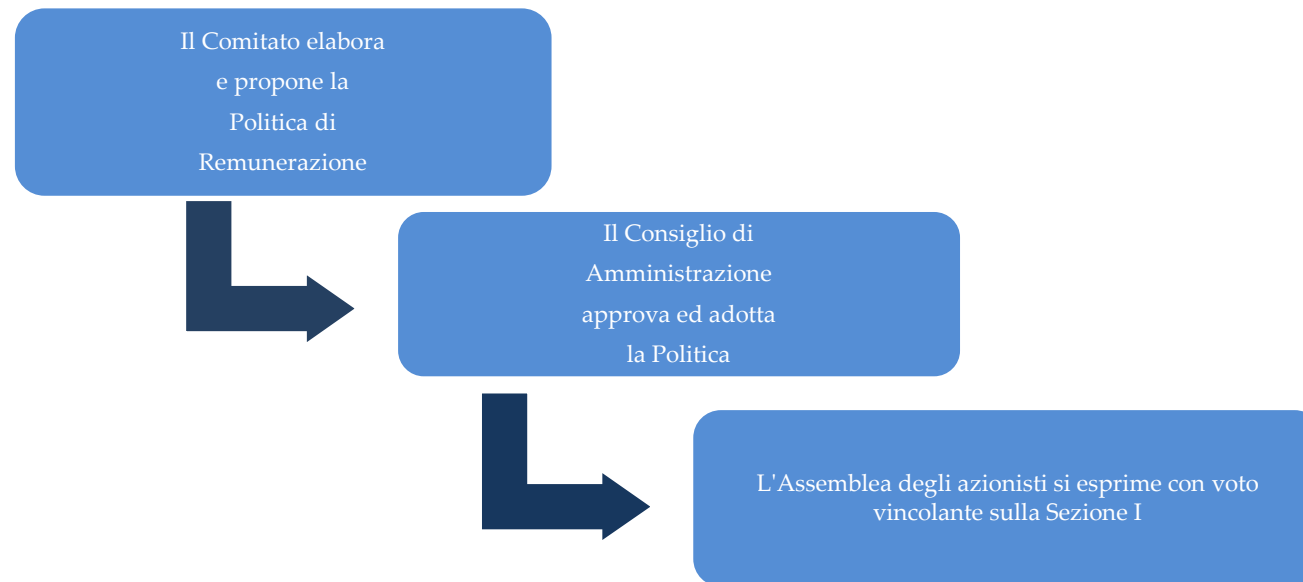 Il Comitato elabora
e propone la
Politica di
Remunerazione
Il Consiglio di
Amministrazione
approva ed adotta
la Politica
L'Assemblea degli azionisti si esprime con voto
vincolante sulla Sezione I